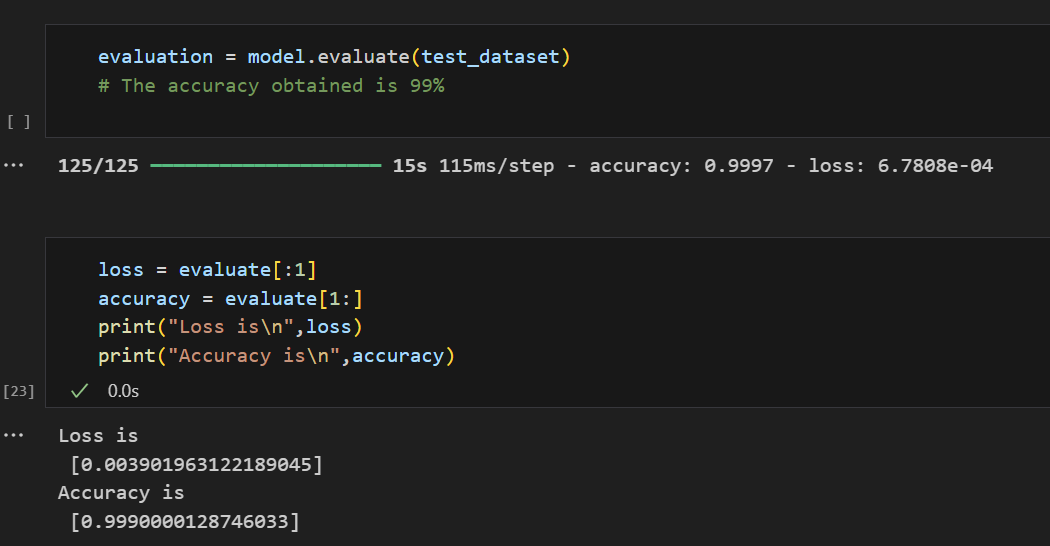 evaluation = model.evaluate(test_dataset)
# The accuracy obtained is 99%
[ ]
... 125/125 ━━━━━━━━━━━━━━━━━━━━ 15s 115ms/step - accuracy: 0.9997 - loss: 6.7808e-04
loss = evaluate[:1]
accuracy = evaluate[1:]
print("Loss is\n",loss)
print("Accuracy is\n",accuracy)
[23] ✓ 0.0s
... Loss is
[0.003901963122189045]
Accuracy is
[0.9990000128746033]